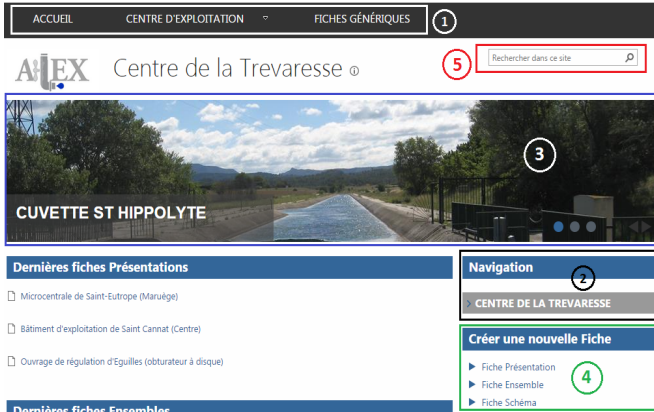 ACCUEIL CENTRE D'EXPLOITATION FICHES GÉNÉRIQUES 1
ALEX Centre de la Trevaresse
5 Rechercher dans ce site
3
CUVETTE ST HIPPOLYTE
Dernières fiches Présentations
Microcentrale de Saint-Eutrope (Maruège)
Bâtiment d'exploitation de Saint Cannat (Centre)
Ouvrage de régulation d'Eguilles (obturateur à disque)
Dernières fiches Ensembles
Navigation
2
> CENTRE DE LA TREVARESSE
Créer une nouvelle Fiche
Fiche Présentation
Fiche Ensemble
Fiche Schéma
4